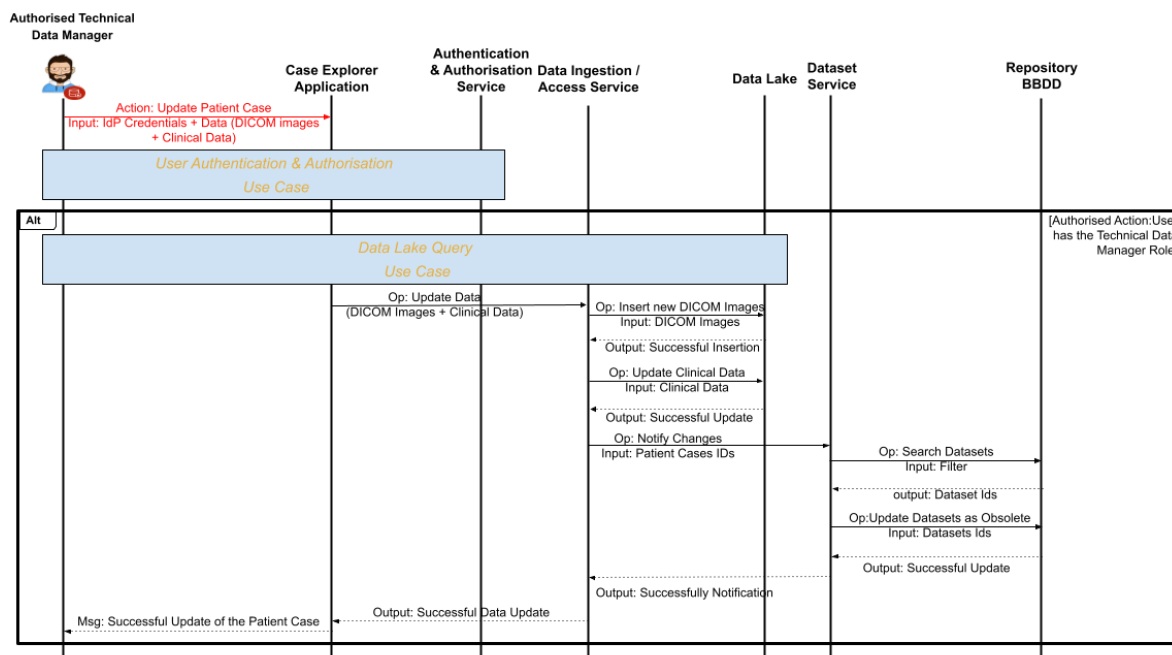 Authorised Technical
Data Manager
Case Explorer
Application
Authentication
& Authorisation
Service
Data Ingestion /
Access Service
Data Lake
Dataset
Service
Repository
BBDD
Action: Update Patient Case
Input: IdP Credentials + Data (DICOM images
+ Clinical Data)
User Authentication & Authorisation
Use Case
Alt
[Authorised Action:Use
has the Technical Data
Manager Role
Data Lake Query
Use Case
Op: Update Data
(DICOM Images + Clinical Data)
Op: Insert new DICOM Images
Input: DICOM Images
Output: Successful Insertion
Op: Update Clinical Data
Input: Clinical Data
Output: Successful Update
Op: Notify Changes
Input: Patient Cases IDs
Op: Search Datasets
Input: Filter
output: Dataset Ids
Op:Update Datasets as Obsolete
Input: Datasets Ids
Output: Successful Update
Output: Successfully Notification
Output: Successful Data Update
Msg: Successful Update of the Patient Case